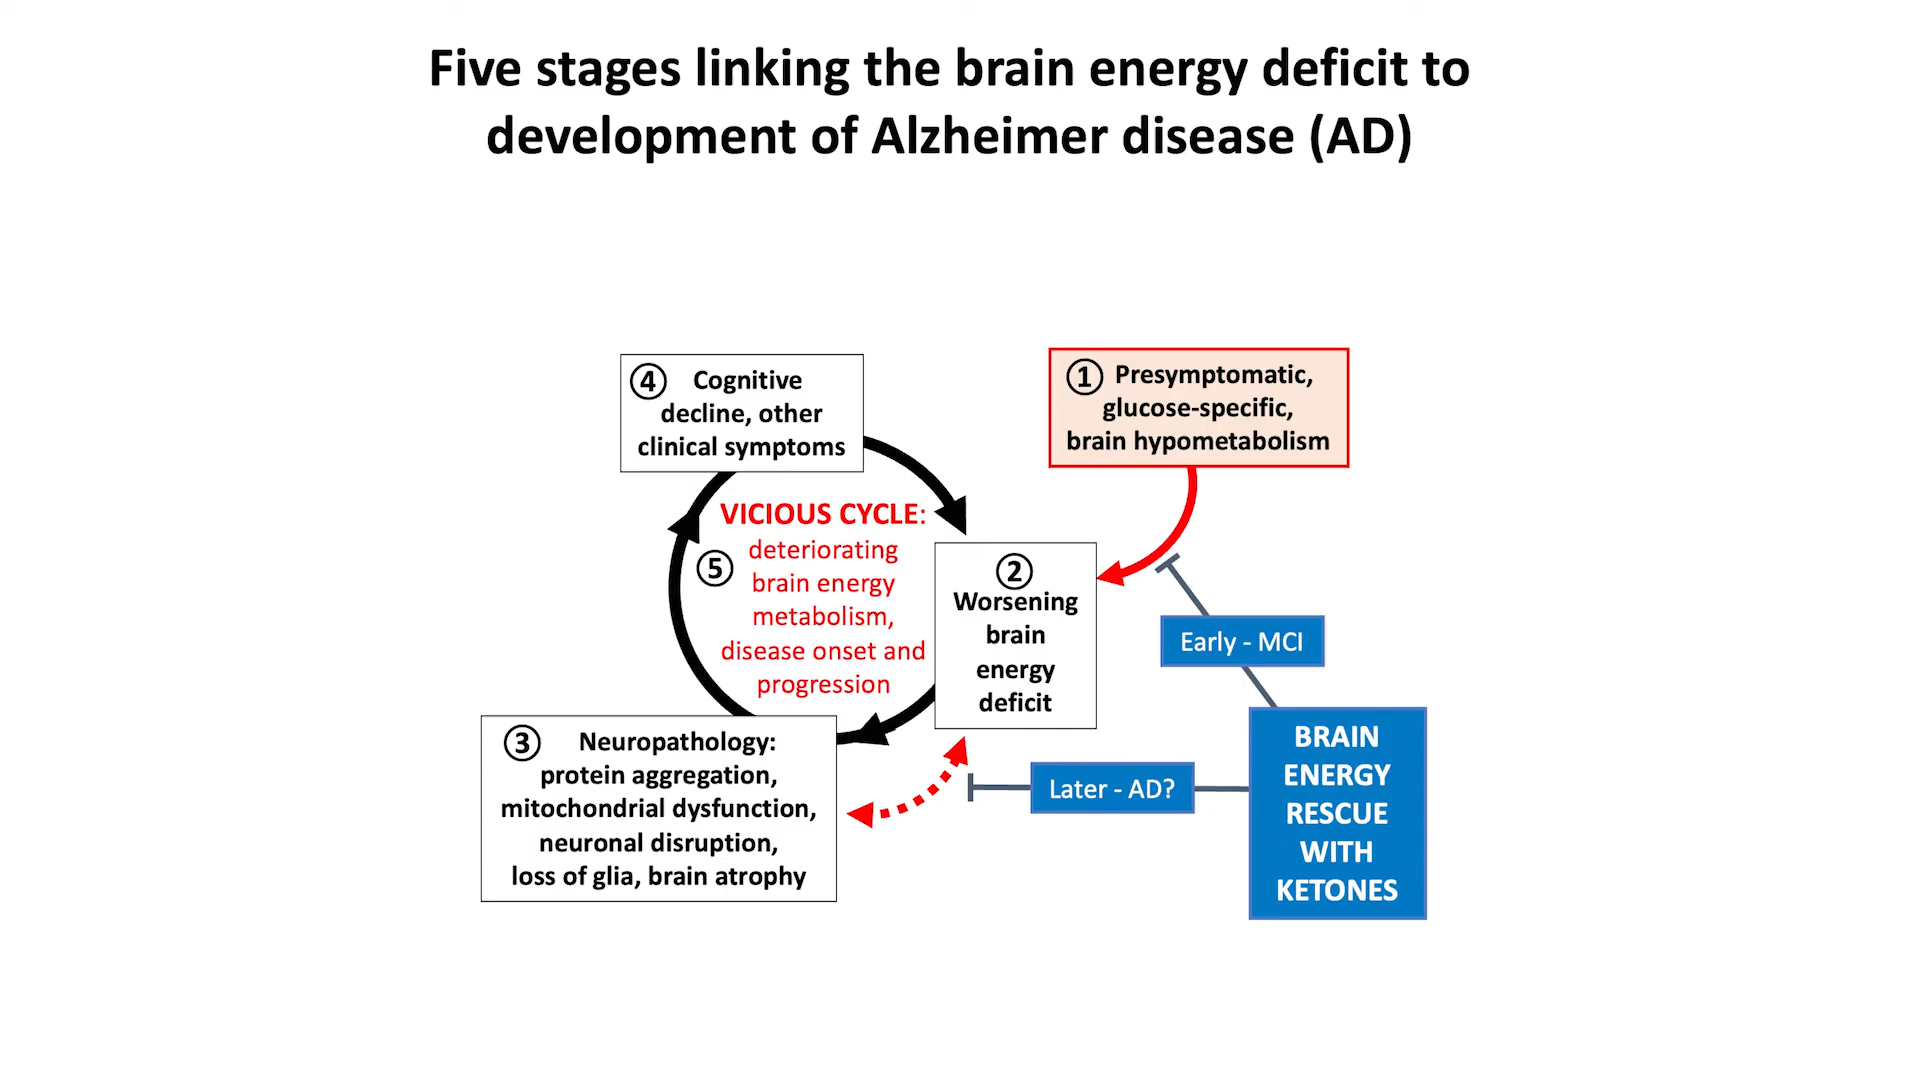 Five stages linking the brain energy deficit to
development of Alzheimer disease (AD)
① Presymptomatic,
glucose-specific,
brain hypometabolism
② 
Worsening
brain
energy
deficit
③ Neuropathology:
protein aggregation,
mitochondrial dysfunction,
neuronal disruption,
loss of glia, brain atrophy
④ Cognitive
decline, other
clinical symptoms
⑤
VICIOUS CYCLE:
deteriorating
brain energy
metabolism,
disease onset and
progression
Early - MCI
Later - AD?
BRAIN
ENERGY
RESCUE
WITH
KETONES